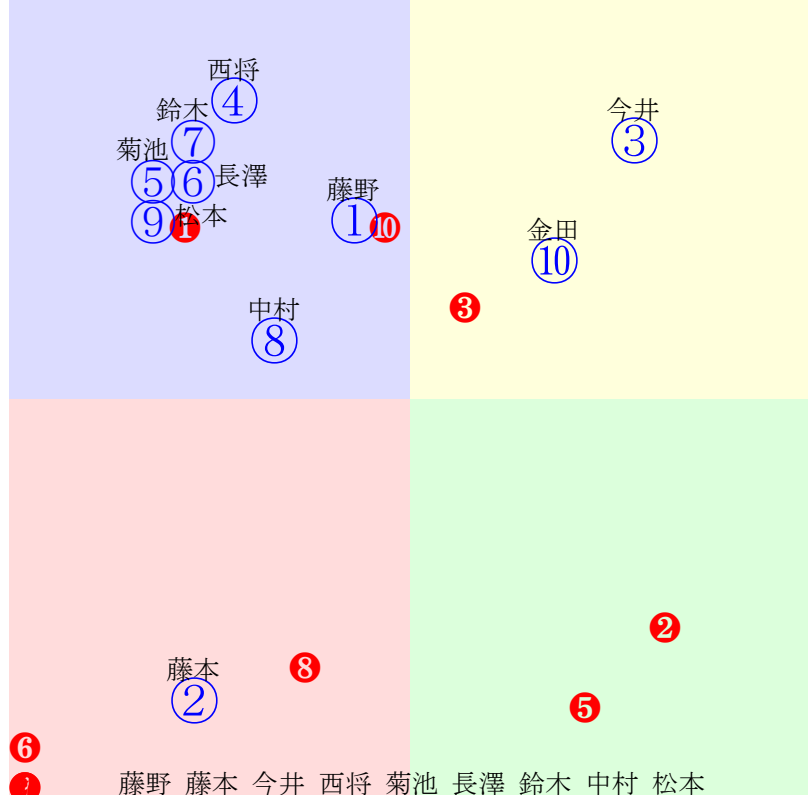 西将
④
鈴木
⑦
今井
③
菊池
⑤
⑥
長澤
藤野
①
❿
松本
⑨
❶
金田
⑩
❸
中村
⑧
❷
藤本
②
❽
❺
❻
藤野 藤本 今井 西将 菊池 長澤 鈴木 中村 松本